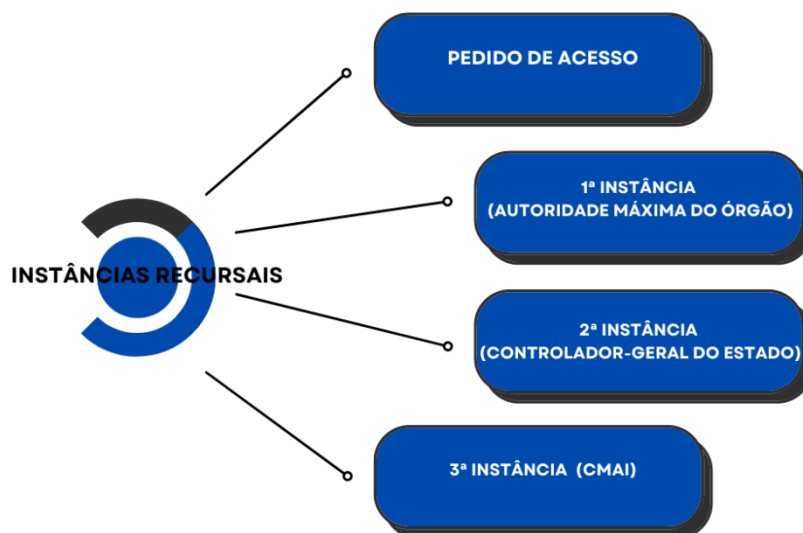 PEDIDO DE ACESSO
1ª INSTÂNCIA
(AUTORIDADE MÁXIMA DO ÓRGÃO)
INSTÂNCIAS RECURSAIS
2ª INSTÂNCIA
(CONTROLADOR-GERAL DO ESTADO)
3ª INSTÂNCIA (CMAI)